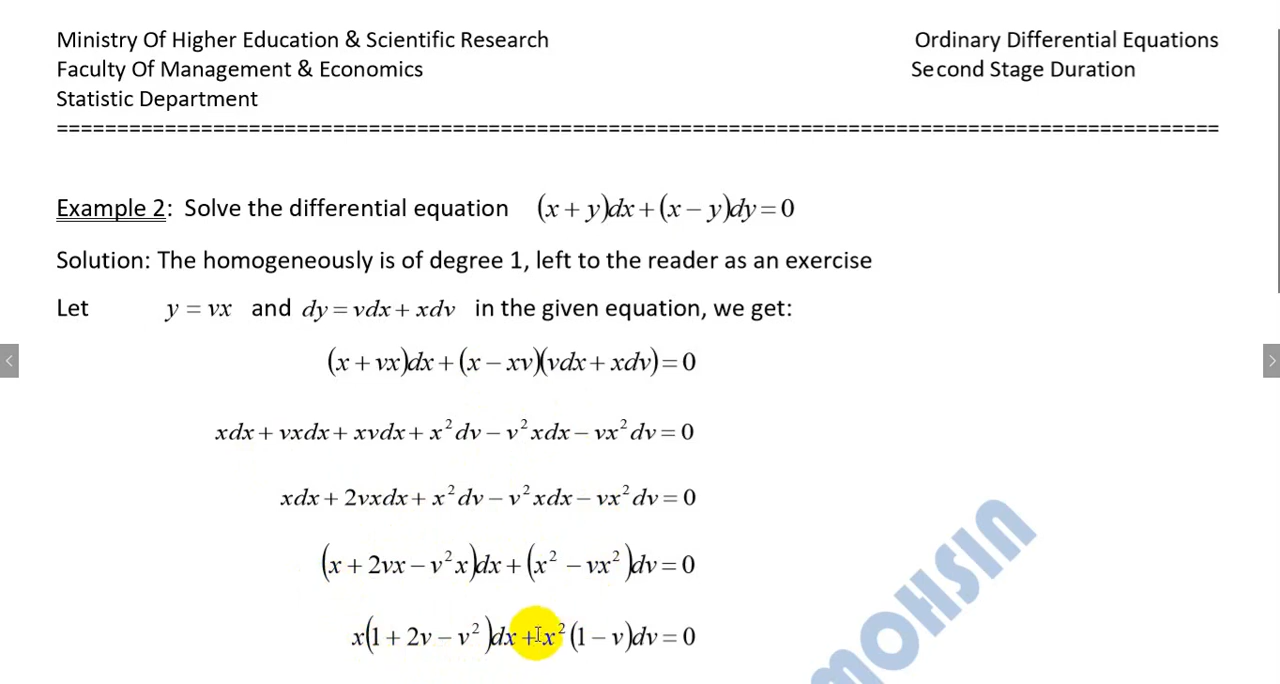 Ministry Of Higher Education & Scientific Research
Ordinary Differential Equations
Faculty Of Management & Economics
Second Stage Duration
Statistic Department
================================================================================================
Example 2: Solve the differential equation (x + y)dx + (x − y)dy = 0
Solution: The homogeneously is of degree 1, left to the reader as an exercise
Let y = vx and dy = vdx + xdv in the given equation, we get:
(x + vx)dx + (x − xv)(vdx + xdv) = 0
xdx + vxdx + xvdx + x²dv − v²xdx − vx²dv = 0
xdx + 2vxdx + x²dv − v²xdx − vx²dv = 0
(x + 2vx − v²x)dx + (x² − vx²)dv = 0
x(1 + 2v − v²)dx + x²(1 − v)dv = 0
MOHSIN